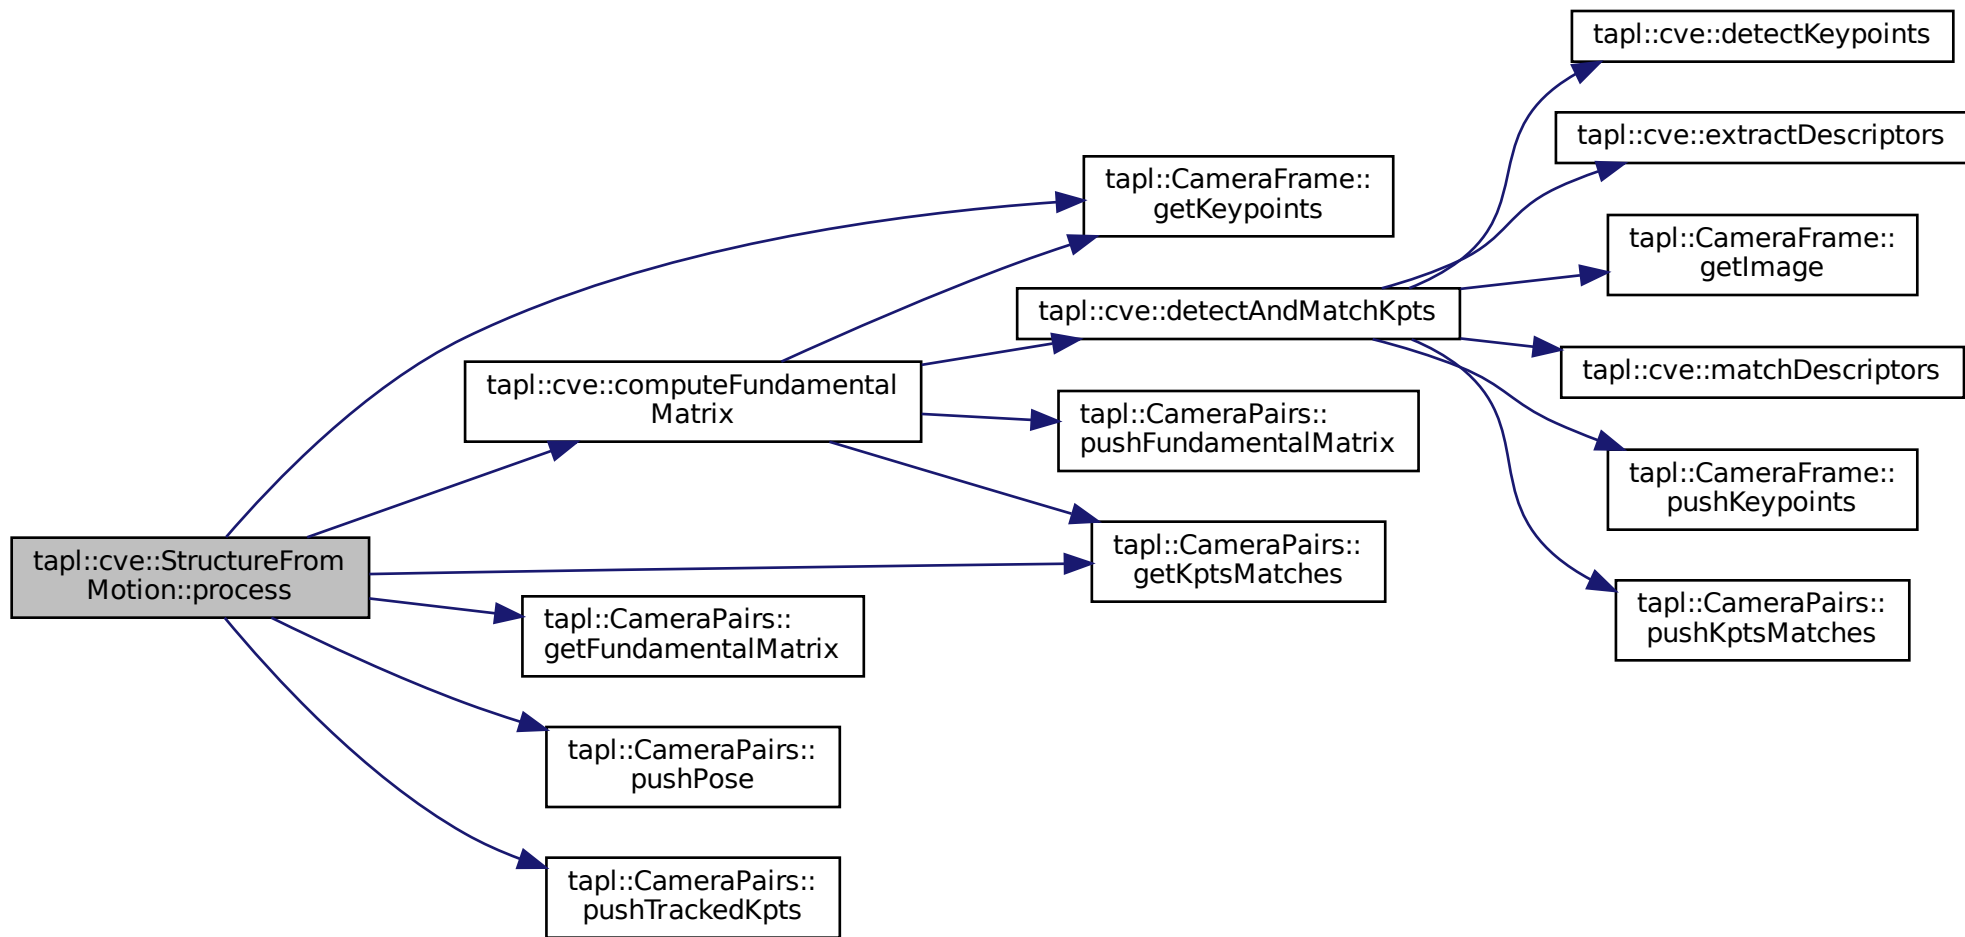 tapl::cve::StructureFrom
Motion::process
tapl::cve::computeFundamental
Matrix
tapl::CameraPairs::
getFundamentalMatrix
tapl::CameraPairs::
pushPose
tapl::CameraPairs::
pushTrackedKpts
tapl::CameraFrame::
getKeypoints
tapl::cve::detectAndMatchKpts
tapl::CameraPairs::
pushFundamentalMatrix
tapl::CameraPairs::
getKptsMatches
tapl::cve::detectKeypoints
tapl::cve::extractDescriptors
tapl::CameraFrame::
getImage
tapl::cve::matchDescriptors
tapl::CameraFrame::
pushKeypoints
tapl::CameraPairs::
pushKptsMatches